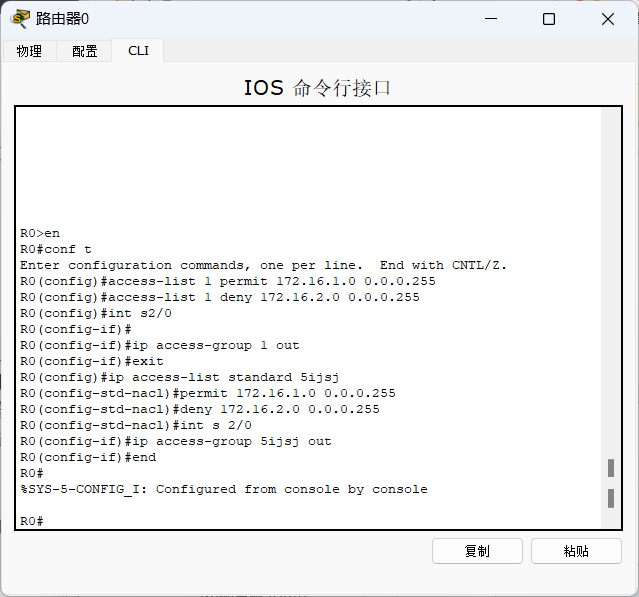 路由器0
物理 配置 CLI
IOS 命令行接口
R0>en
R0#conf t
Enter configuration commands, one per line.  End with CNTL/Z.
R0(config)#access-list 1 permit 172.16.1.0 0.0.0.255
R0(config)#access-list 1 deny 172.16.2.0 0.0.0.255
R0(config)#int s2/0
R0(config-if)#
R0(config-if)#ip access-group 1 out
R0(config-if)#exit
R0(config)#ip access-list standard 5ijsj
R0(config-std-nacl)#permit 172.16.1.0 0.0.0.255
R0(config-std-nacl)#deny 172.16.2.0 0.0.0.255
R0(config-std-nacl)#int s 2/0
R0(config-if)#ip access-group 5ijsj out
R0(config-if)#end
R0#
%SYS-5-CONFIG_I: Configured from console by console
R0#
复制 粘贴